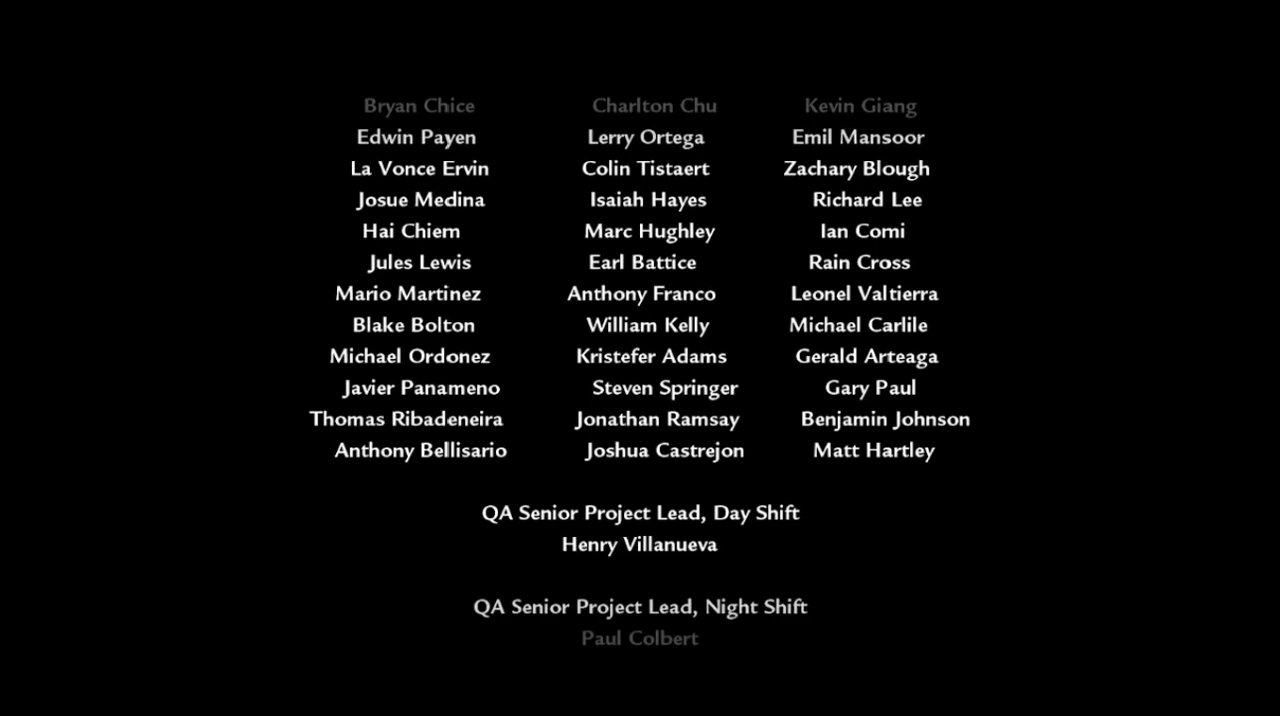 Bryan Chice Charlton Chu Kevin Giang
Edwin Payen Lerry Ortega Emil Mansoor
La Vonce Ervin Colin Tistaert Zachary Blough
Josue Medina Isaiah Hayes Richard Lee
Hai Chiem Marc Hughley Ian Comi
Jules Lewis Earl Battice Rain Cross
Mario Martinez Anthony Franco Leonel Valtierra
Blake Bolton William Kelly Michael Carlile
Michael Ordonez Kristefer Adams Gerald Arteaga
Javier Panameno Steven Springer Gary Paul
Thomas Ribadeneira Jonathan Ramsay Benjamin Johnson
Anthony Bellisario Joshua Castrejon Matt Hartley
QA Senior Project Lead, Day Shift
Henry Villanueva
QA Senior Project Lead, Night Shift
Paul Colbert